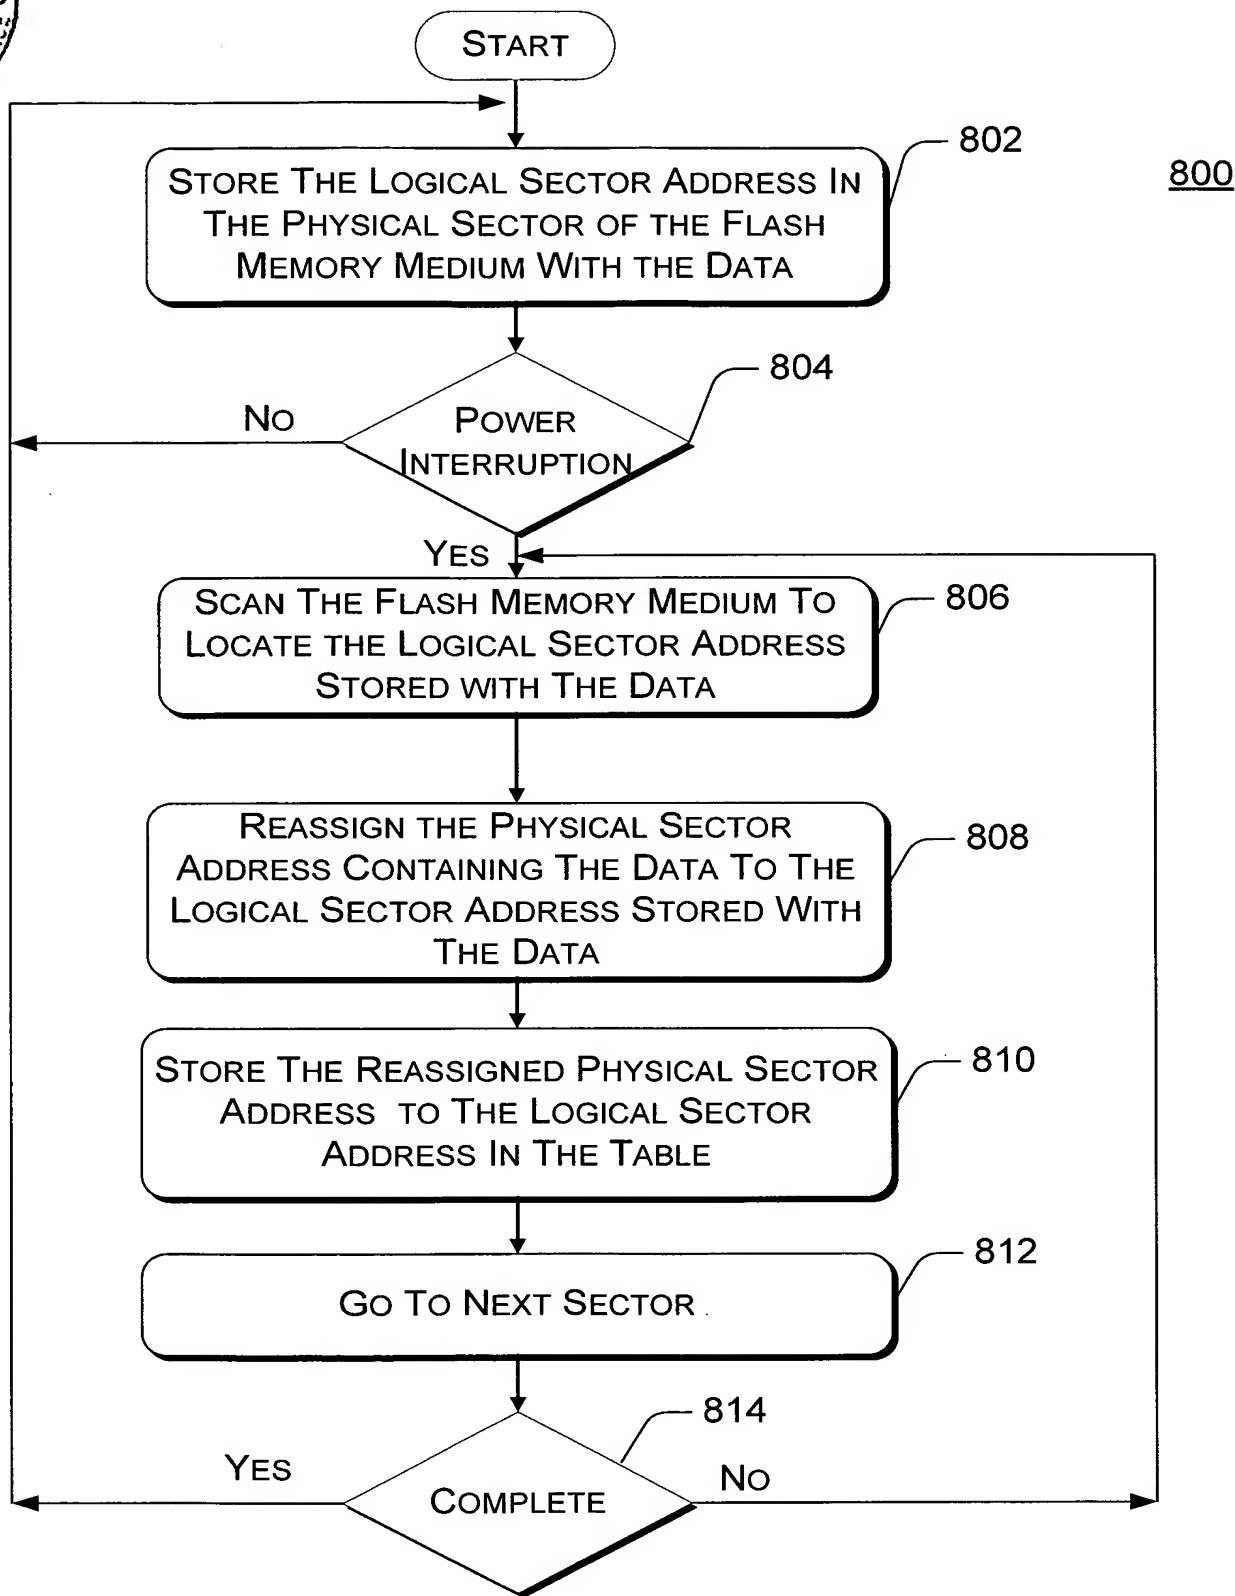 START
802
800
STORE THE LOGICAL SECTOR ADDRESS IN
THE PHYSICAL SECTOR OF THE FLASH
MEMORY MEDIUM WITH THE DATA
804
NO
POWER
INTERRUPTION
YES
SCAN THE FLASH MEMORY MEDIUM TO
LOCATE THE LOGICAL SECTOR ADDRESS
STORED WITH THE DATA
806
REASSIGN THE PHYSICAL SECTOR
ADDRESS CONTAINING THE DATA TO THE
LOGICAL SECTOR ADDRESS STORED WITH
THE DATA
808
STORE THE REASSIGNED PHYSICAL SECTOR
ADDRESS TO THE LOGICAL SECTOR
ADDRESS IN THE TABLE
810
812
GO TO NEXT SECTOR
814
YES
NO
COMPLETE